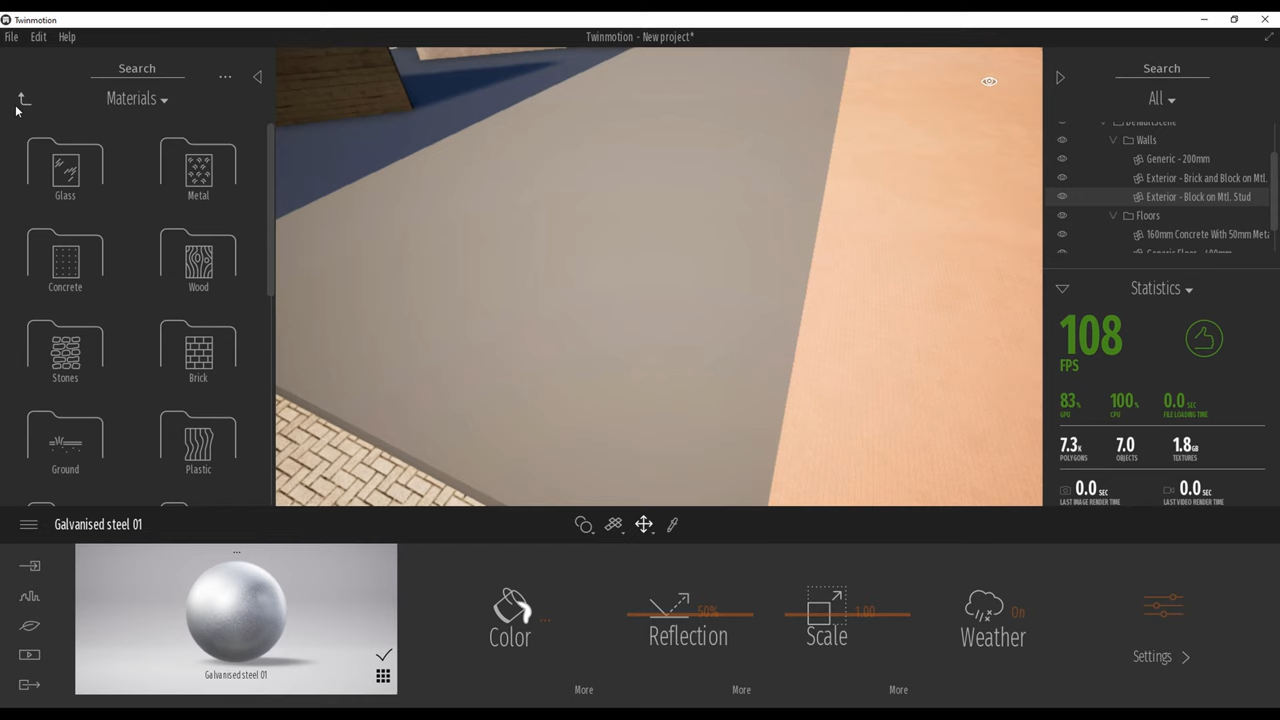 Twinmotion
File Edit Help
Twinmotion - New project*
Search
...
Materials
Glass
Metal
Concrete
Wood
Stones
Brick
Ground
Plastic
Search
All
DefaultScene
Walls
Generic - 200mm
Exterior - Brick and Block on Mtl.
Exterior - Block on Mtl. Stud
Floors
160mm Concrete With 50mm Meta
Statistics
108
FPS
83% 100% 0.0 SEC
GPU CPU FILE LOADING TIME
7.3K 7.0 1.8GB
POLYGONS OBJECTS TEXTURES
0.0 SEC 0.0 SEC
LAST IMAGE RENDER TIME LAST VIDEO RENDER TIME
Galvanised steel 01
...
Galvanised steel 01
Color ...
More
50%
Reflection
More
1.00
Scale
More
On
Weather
Settings